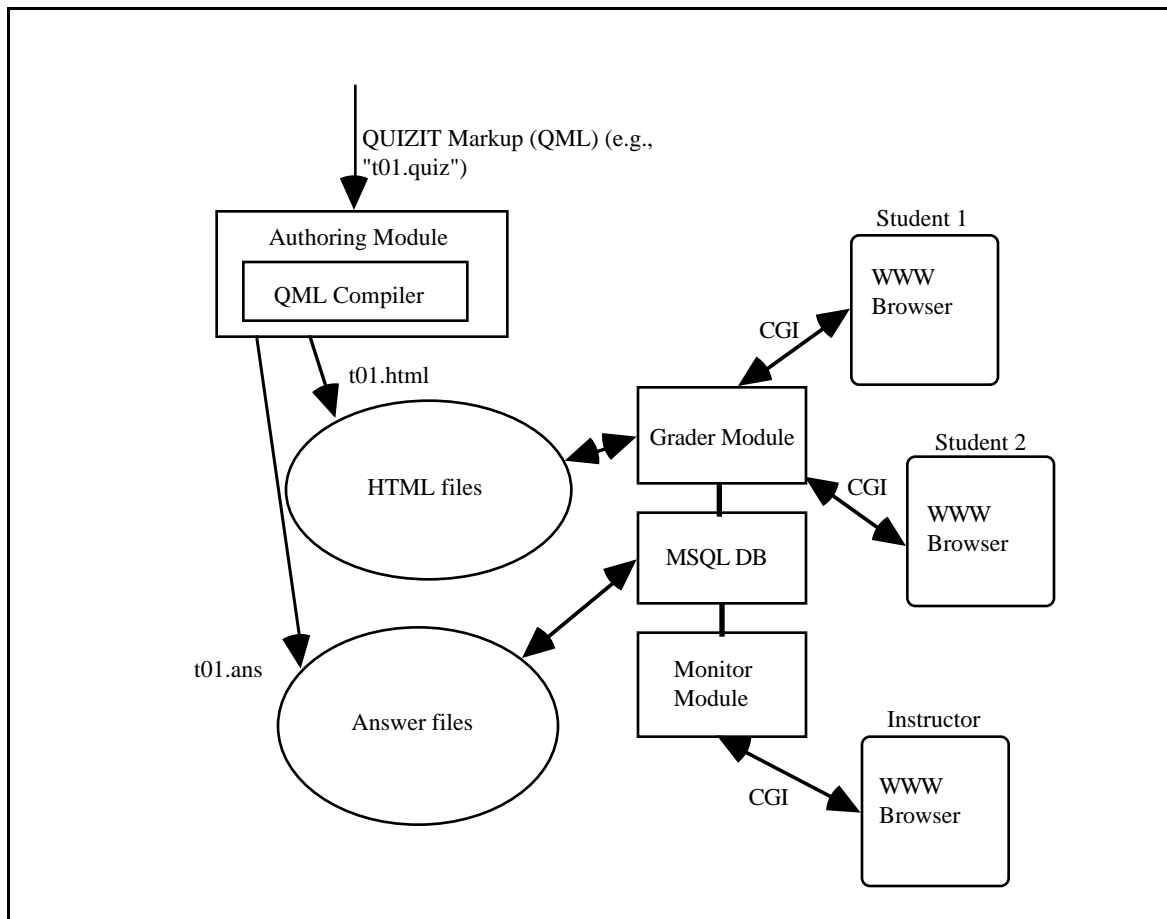 QUIZIT Markup (QML) (e.g.,
"t01.quiz")
Authoring Module
QML Compiler
t01.html
HTML files
t01.ans
Answer files
Student 1
WWW
Browser
CGI
Grader Module
Student 2
CGI
WWW
Browser
MSQL DB
Monitor
Module
Instructor
CGI
WWW
Browser